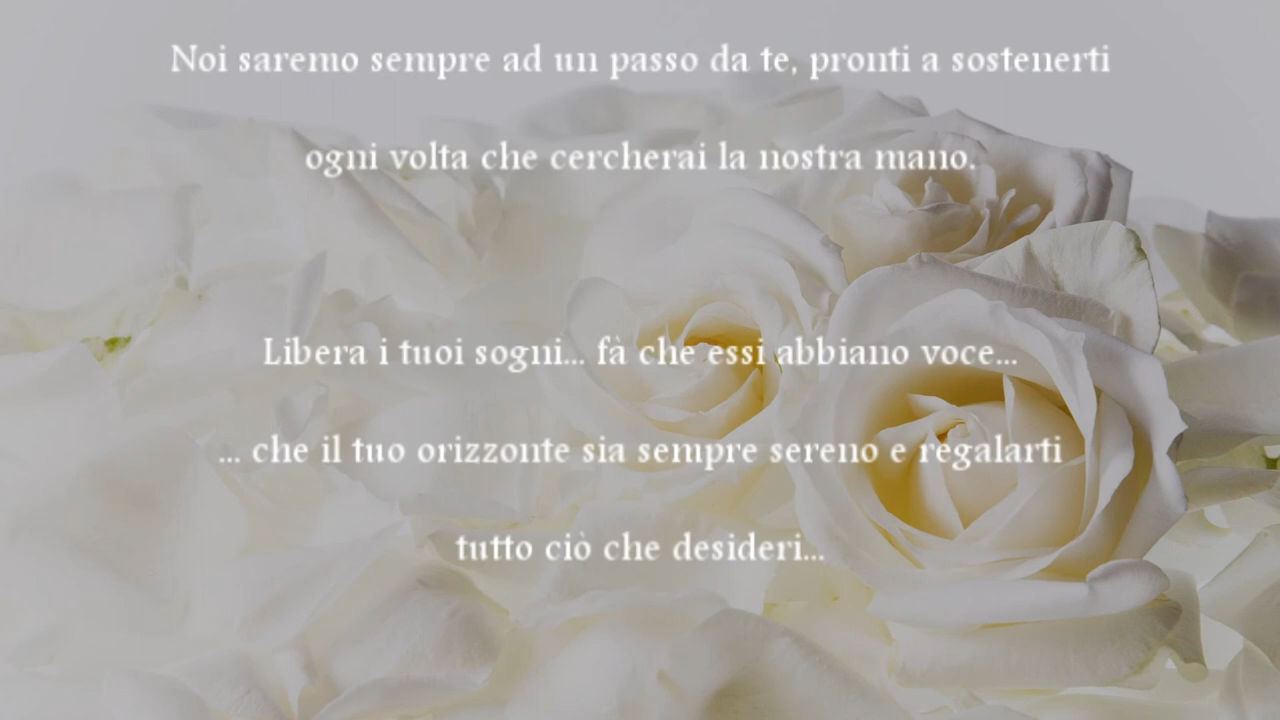 Noi saremo sempre ad un passo da te, pronti a sostenerti
ogni volta che cercherai la nostra mano.
Libera i tuoi sogni... fà che essi abbiano voce...
... che il tuo orizzonte sia sempre sereno e regalarti
tutto ciò che desideri...